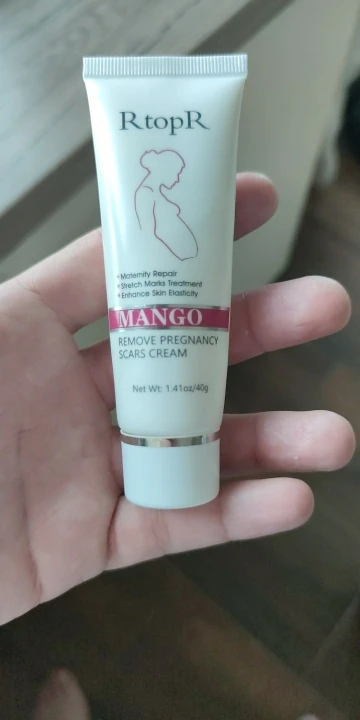 RtopR
Maternity Repair
Stretch Marks Treatment
Enhance Skin Elasticity
MANGO
REMOVE PREGNANCY
SCARS CREAM
Net Wt: 1.41oz/40g